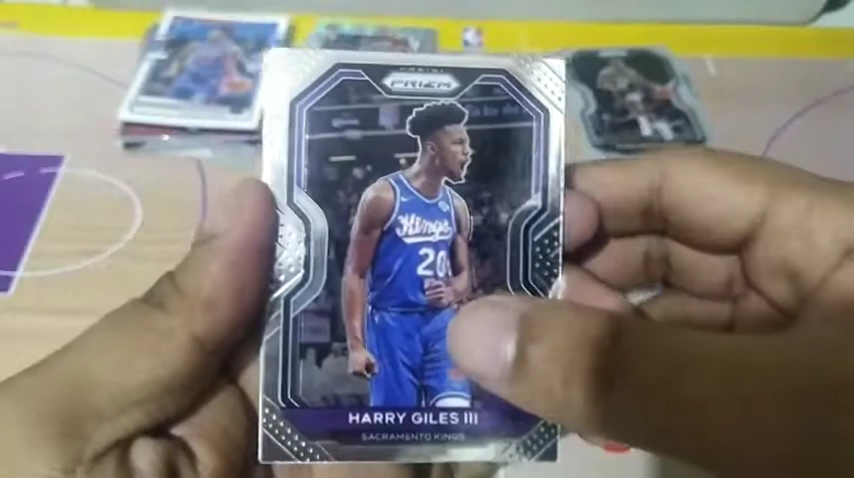 PANINI
PRIZM
Kings
20
HARRY GILES III
SACRAMENTO KINGS